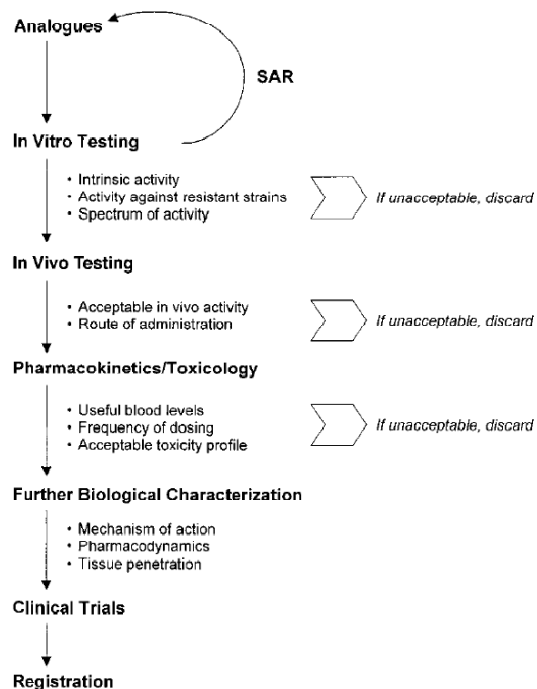 Analogues
SAR
In Vitro Testing
• Intrinsic activity
• Activity against resistant strains
• Spectrum of activity
If unacceptable, discard
In Vivo Testing
• Acceptable in vivo activity
• Route of administration
If unacceptable, discard
Pharmacokinetics/Toxicology
• Useful blood levels
• Frequency of dosing
• Acceptable toxicity profile
If unacceptable, discard
Further Biological Characterization
• Mechanism of action
• Pharmacodynamics
• Tissue penetration
Clinical Trials
Registration